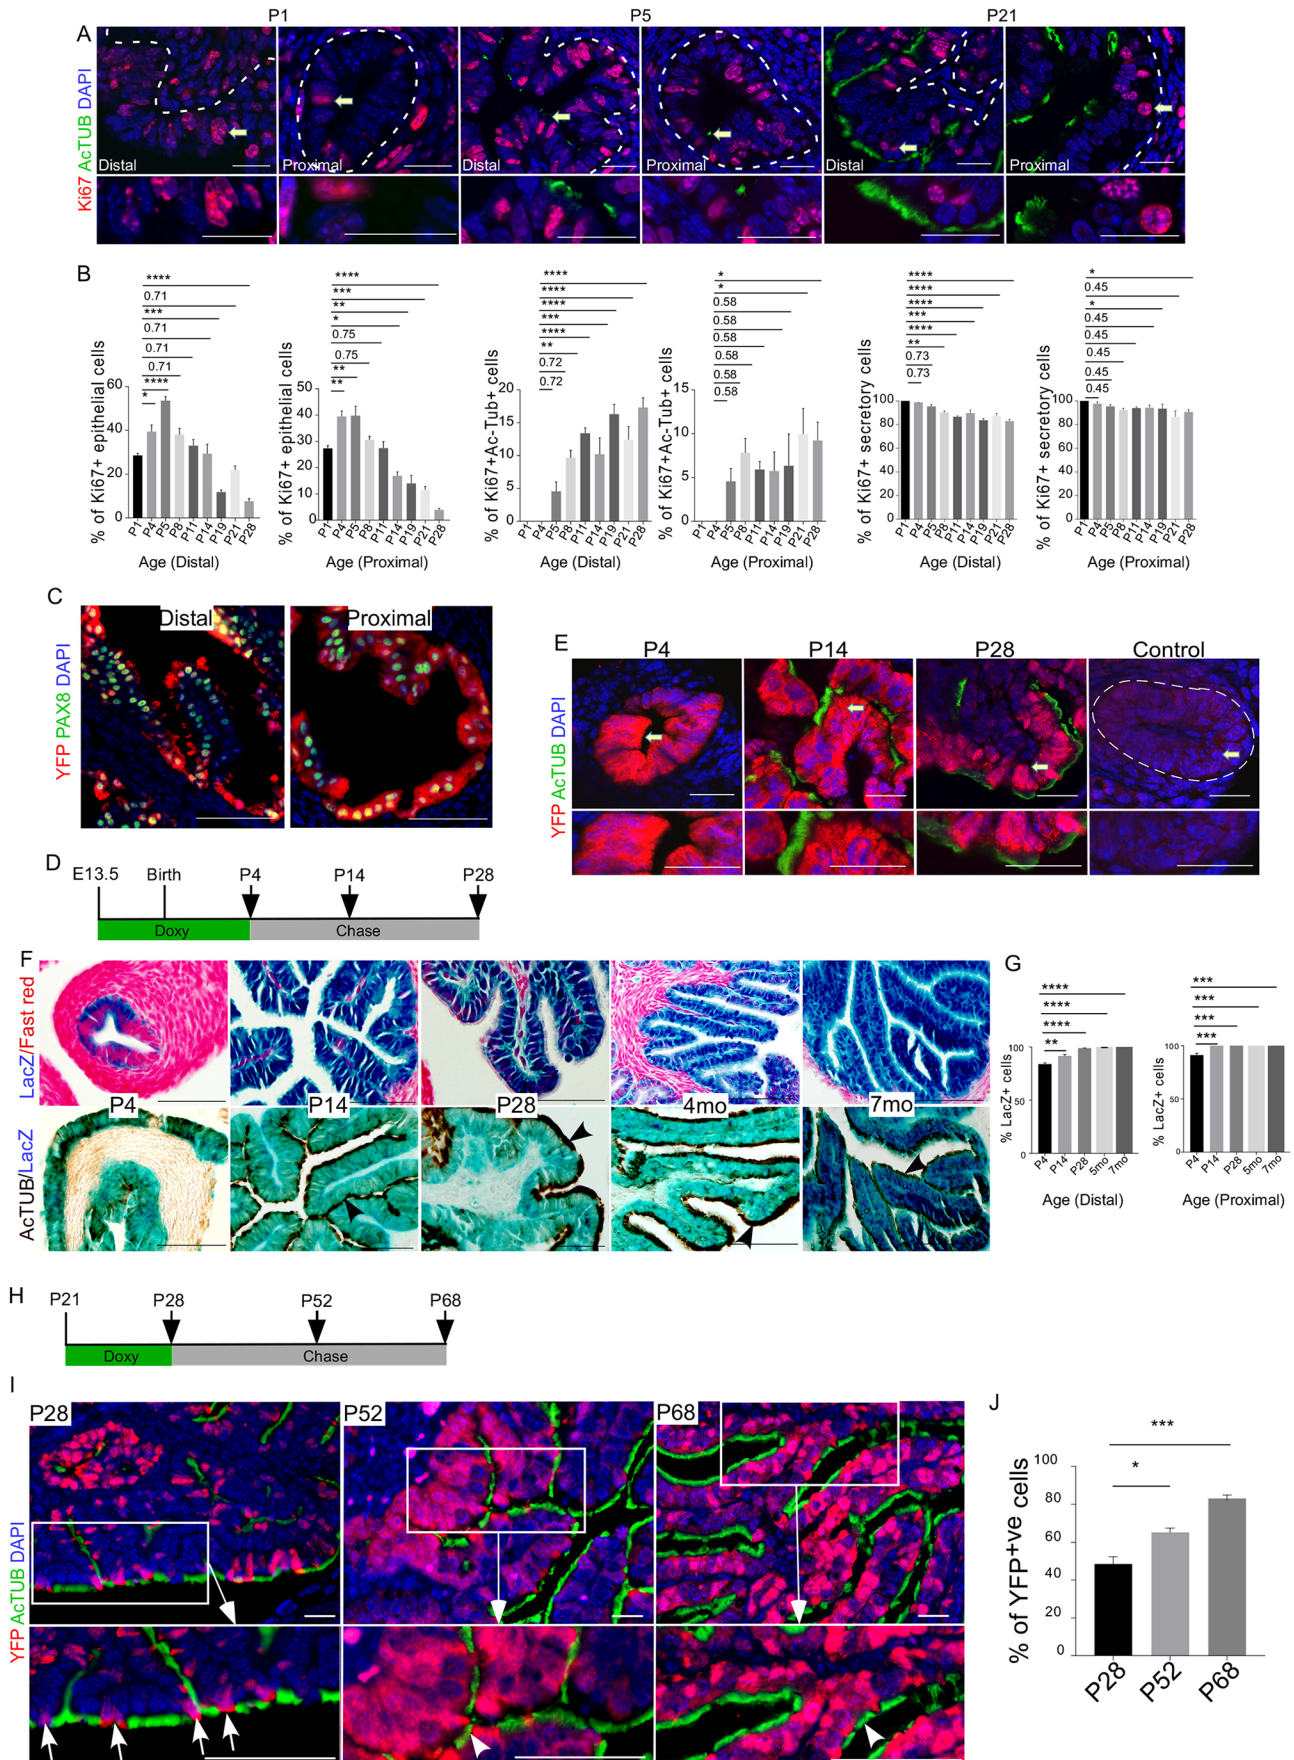 P1 P5 P21
A
Ki67 AcTUB DAPI
Distal Proximal Distal Proximal Distal Proximal
B
% of Ki67+ epithelial cells
60
40
20
0
**** 
0.71
***
0.71
0.71
0.71
****
*
P1 P4 P5 P8 P11 P14 P19 P21 P28
Age (Distal)
% of Ki67+ epithelial cells
50
40
30
20
10
0
****
***
**
*
0.75
0.75
**
**
P1 P4 P5 P8 P11 P14 P19 P21 P28
Age (Proximal)
% of Ki67+Ac-Tub+ cells
20
15
10
5
0
****
****
****
***
****
**
0.72
0.72
P1 P4 P5 P8 P11 P14 P19 P21 P28
Age (Distal)
% of Ki67+Ac-Tub+ cells
15
10
5
0
*
*
0.58
0.58
0.58
0.58
0.58
0.58
P1 P4 P5 P8 P11 P14 P19 P21 P28
Age (Proximal)
% of Ki67+ secretory cells
100
80
60
40
20
0
****
****
****
***
****
**
0.73
0.73
P1 P4 P5 P8 P11 P14 P19 P21 P28
Age (Distal)
% of Ki67+ secretory cells
100
80
60
40
20
0
*
0.45
*
0.45
0.45
0.45
0.45
0.45
P1 P4 P5 P8 P11 P14 P19 P21 P28
Age (Proximal)
C
YFP PAX8 DAPI
Distal Proximal
E
P4 P14 P28 Control
YFP AcTUB DAPI
D
E13.5 Birth P4 P14 P28
Doxy Chase
F
LacZ/Fast red
P4 P14 P28 4mo 7mo
AcTUB/LacZ
G
% LacZ+ cells
100
50
0
****
****
****
**
P4 P14 P28 5mo 7mo
Age (Distal)
% LacZ+ cells
100
50
0
***
***
***
***
P4 P14 P28 5mo 7mo
Age (Proximal)
H
P21 P28 P52 P68
Doxy Chase
I
P28 P52 P68
YFP AcTUB DAPI
J
% of YFP+ve cells
100
80
60
40
20
0
***
*
P28 P52 P68